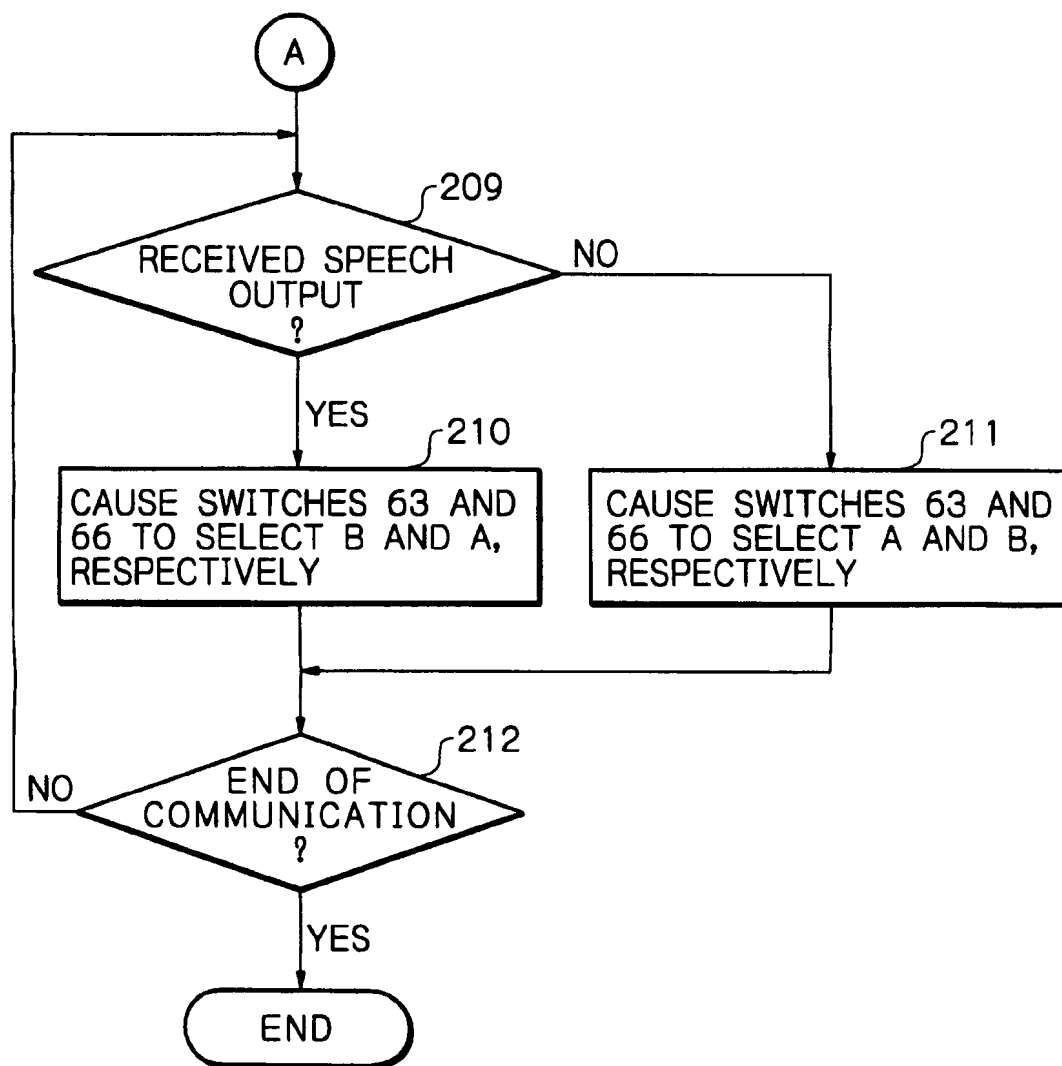 A
209
RECEIVED SPEECH
OUTPUT
?
NO
YES
210
CAUSE SWITCHES 63 AND
66 TO SELECT B AND A,
RESPECTIVELY
211
CAUSE SWITCHES 63 AND
66 TO SELECT A AND B,
RESPECTIVELY
212
END OF
COMMUNICATION
?
NO
YES
END